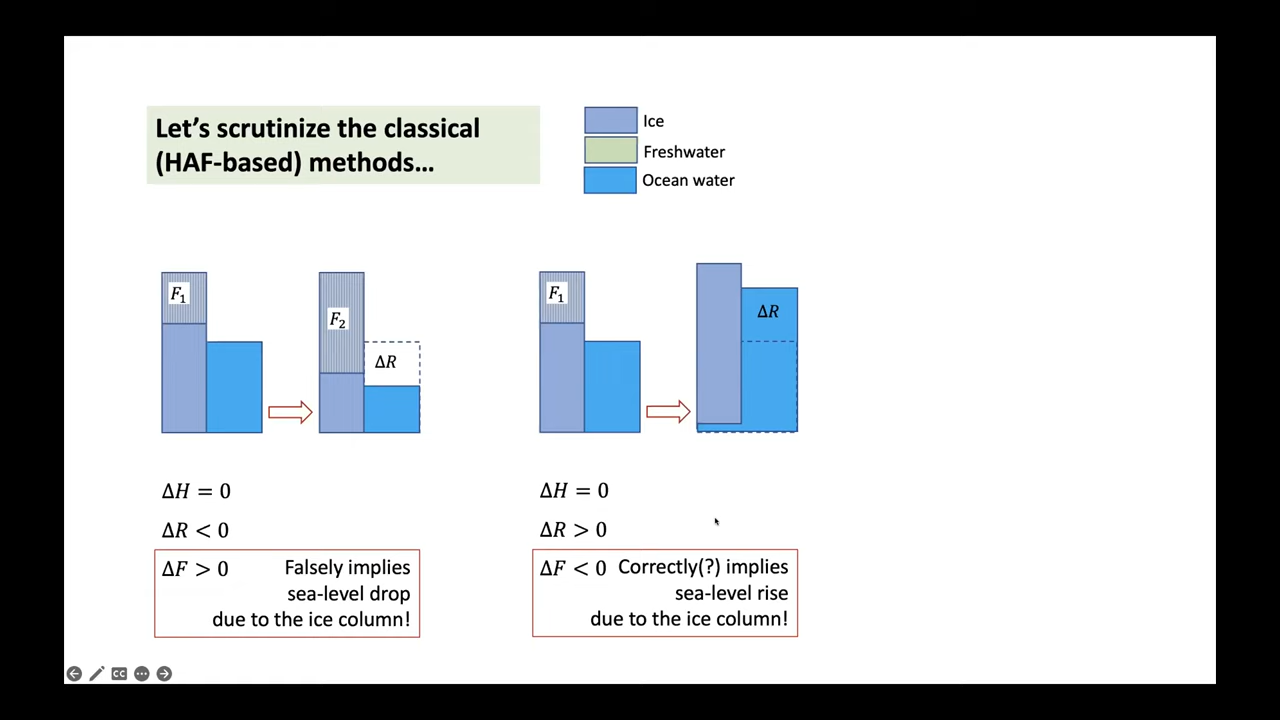 Let's scrutinize the classical
(HAF-based) methods…
Ice
Freshwater
Ocean water
F₁
F₂
ΔR
F₁
ΔR
ΔH = 0
ΔR < 0
ΔF > 0 Falsely implies
sea-level drop
due to the ice column!
ΔH = 0
ΔR > 0
ΔF < 0 Correctly(?) implies
sea-level rise
due to the ice column!
CC